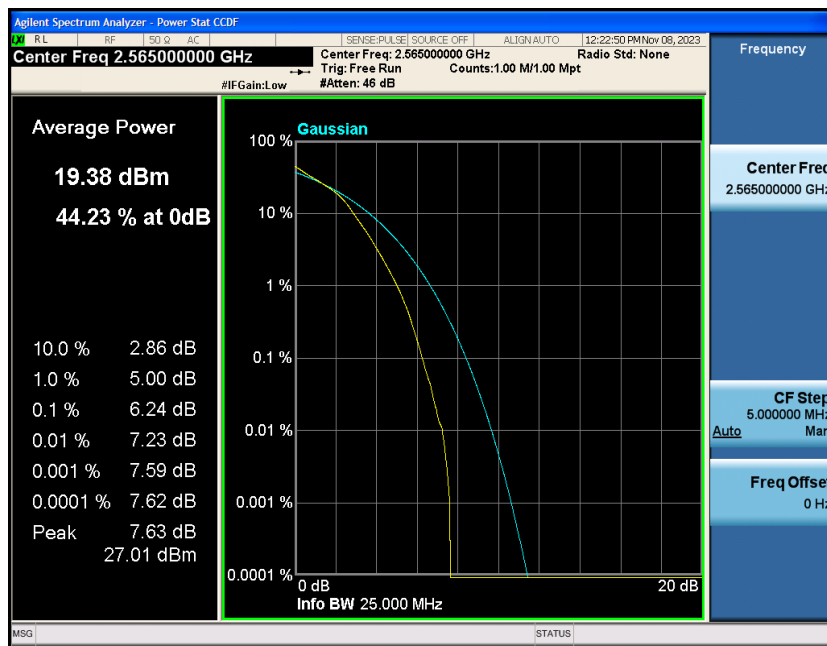 Agilent Spectrum Analyzer - Power Stat CCDF
LXI RL RF 50 Ω AC SENSE:PULSE SOURCE OFF ALIGN AUTO 12:22:50 PM Nov 08, 2023
Center Freq 2.565000000 GHz
Center Freq: 2.565000000 GHz Radio Std: None
Trig: Free Run Counts:1.00 M/1.00 Mpt
#IFGain:Low #Atten: 46 dB
Frequency
Average Power
19.38 dBm
44.23 % at 0dB
10.0 % 2.86 dB
1.0 % 5.00 dB
0.1 % 6.24 dB
0.01 % 7.23 dB
0.001 % 7.59 dB
0.0001 % 7.62 dB
Peak 7.63 dB
27.01 dBm
Gaussian
100 %
10 %
1 %
0.1 %
0.01 %
0.001 %
0.0001 %
0 dB 20 dB
Info BW 25.000 MHz
Center Freq
2.565000000 GHz
CF Step
5.000000 MHz
Auto Man
Freq Offset
0 Hz
MSG STATUS